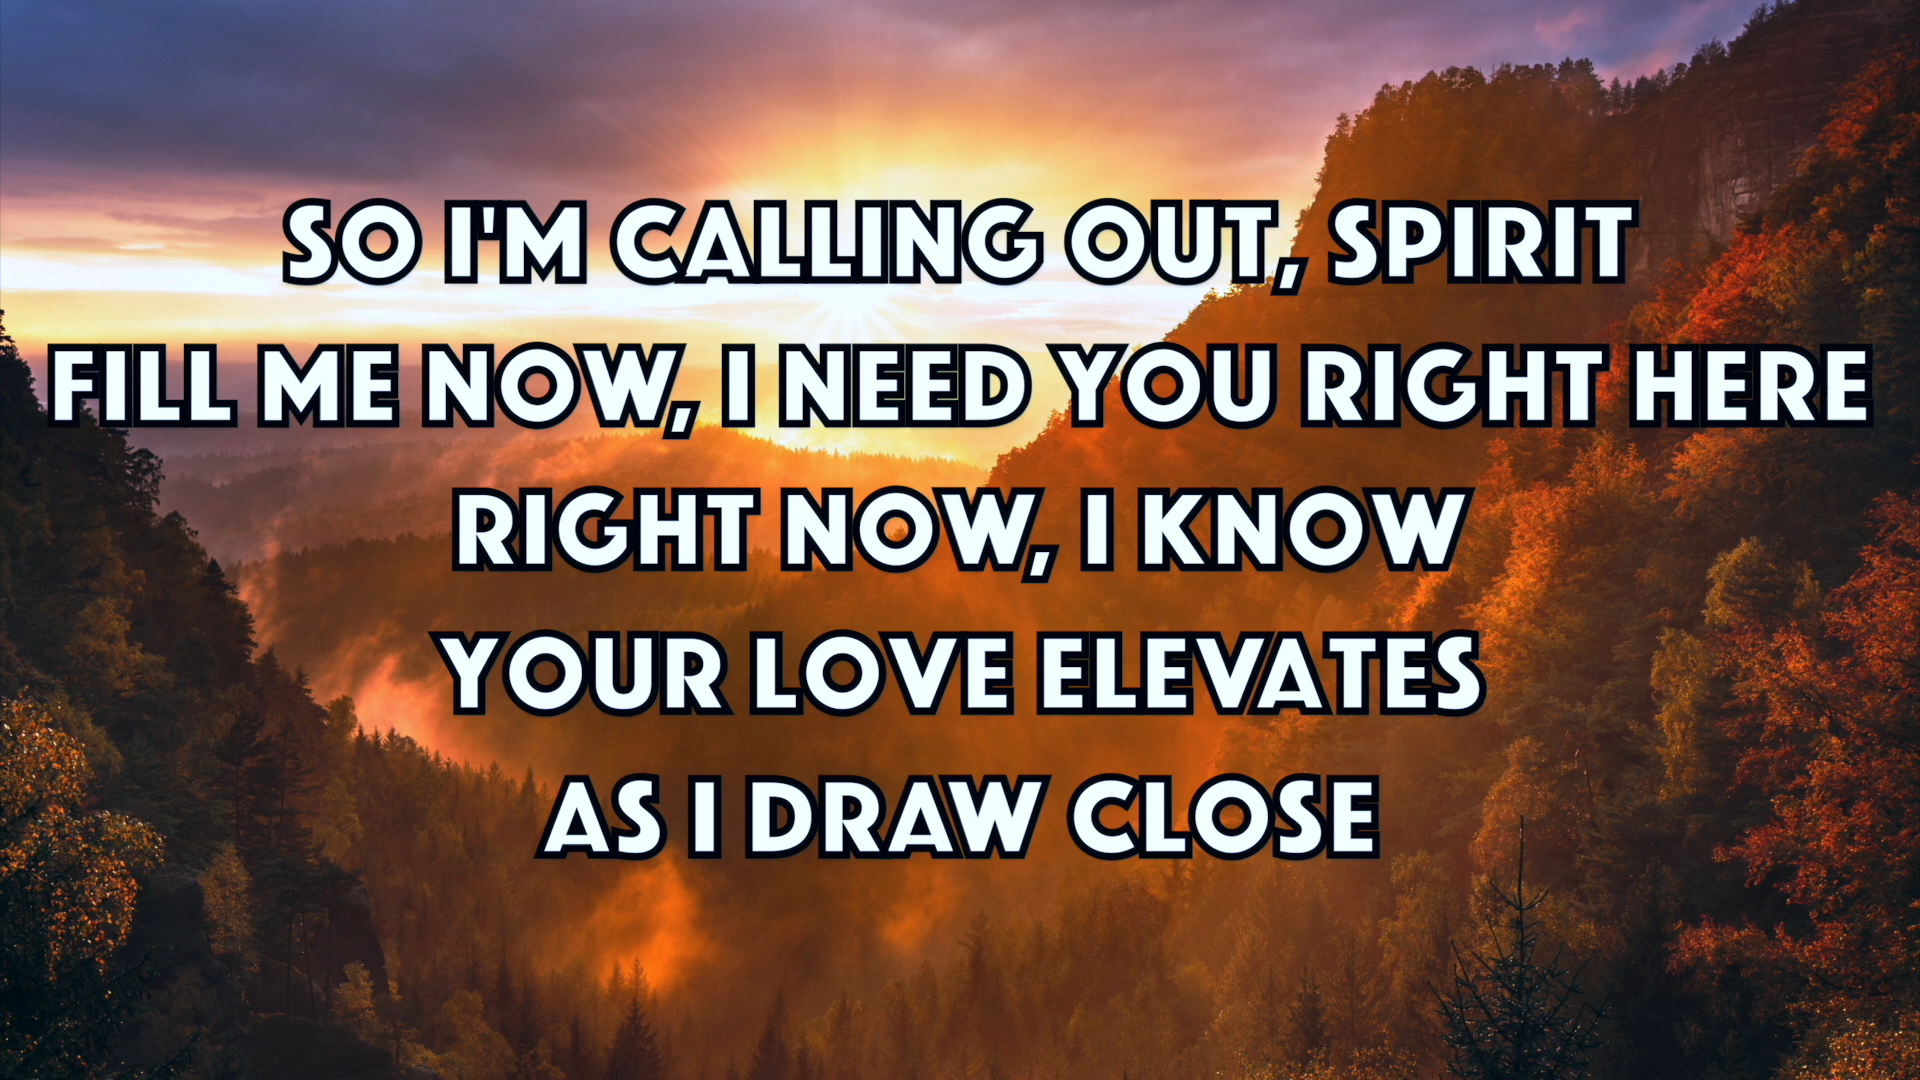 SO I'M CALLING OUT, SPIRIT
FILL ME NOW, I NEED YOU RIGHT HERE
RIGHT NOW, I KNOW
YOUR LOVE ELEVATES
AS I DRAW CLOSE